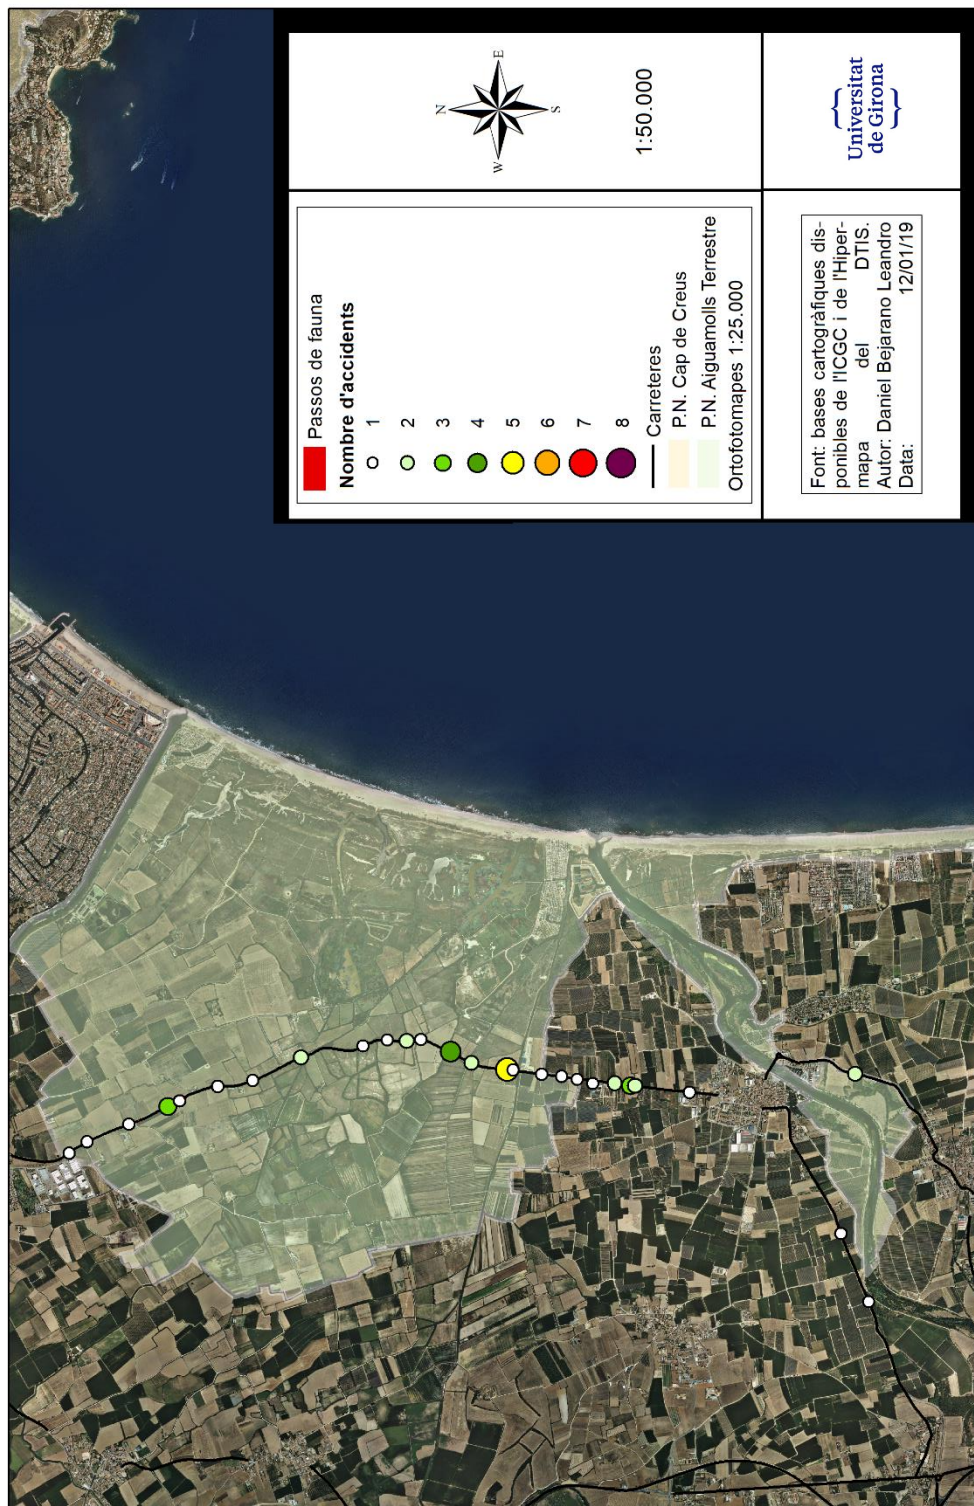 Passos de fauna
Nombre d'accidents
1
2
3
4
5
6
7
8
Carreteres
P.N. Cap de Creus
P.N. Aiguamolls Terrestre
Ortofotomapes 1:25.000
N
E
S
W
1:50.000
Font: bases cartogràfiques dis-
ponibles de l'ICGC i de l'Hiper-
mapa del DTIS.
Autor: Daniel Bejarano Leandro
Data: 12/01/19
Universitat
de Girona